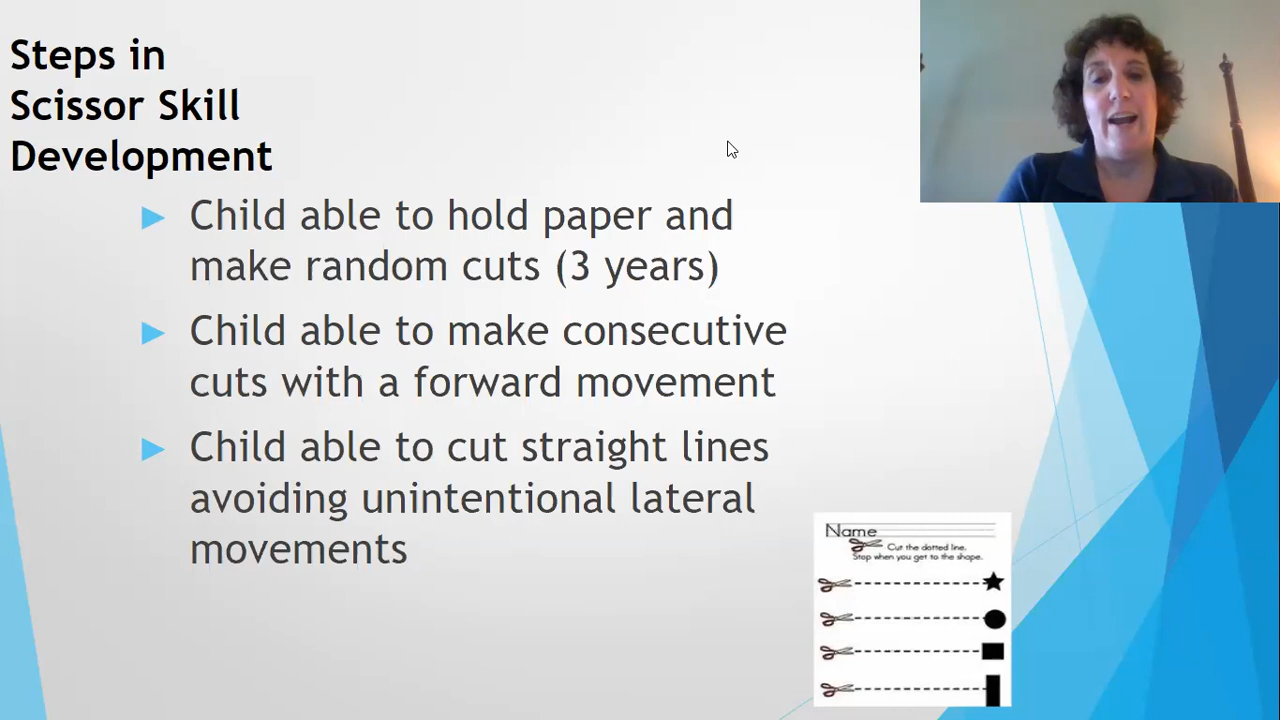 Steps in
Scissor Skill
Development
Child able to hold paper and
make random cuts (3 years)
Child able to make consecutive
cuts with a forward movement
Child able to cut straight lines
avoiding unintentional lateral
movements
Name
Cut the dotted line.
Stop when you get to the shape.